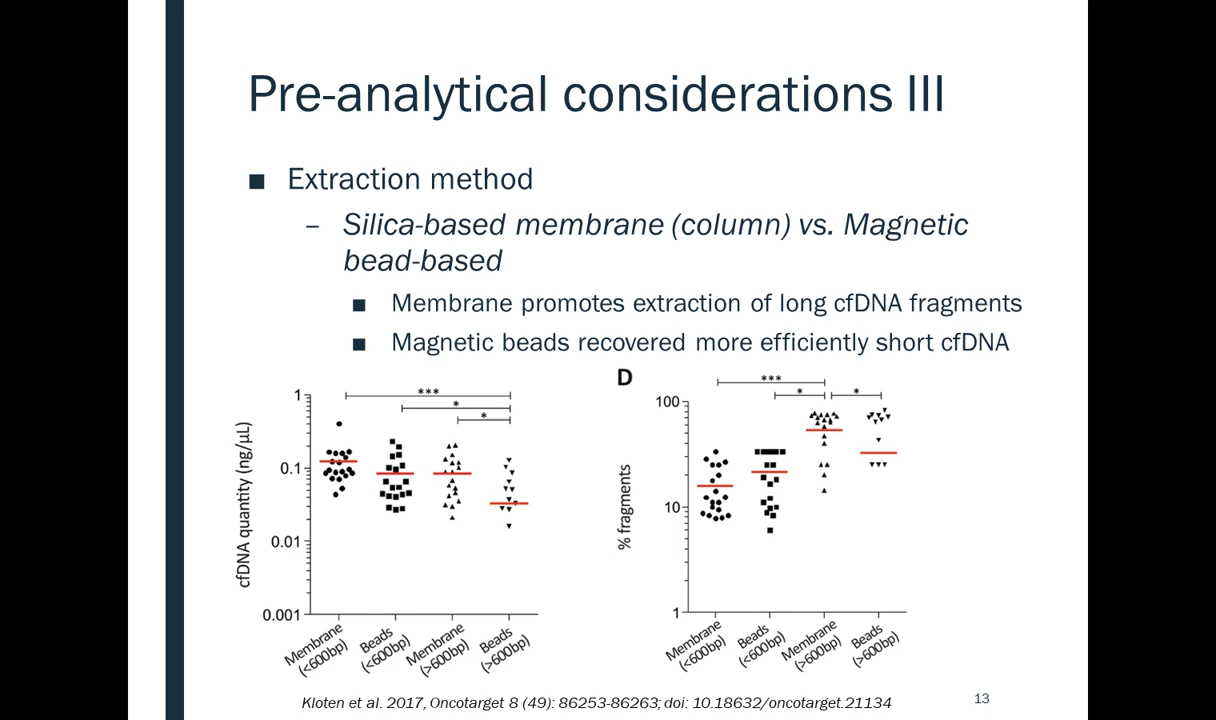 Pre-analytical considerations III
■ Extraction method
– Silica-based membrane (column) vs. Magnetic
bead-based
■ Membrane promotes extraction of long cfDNA fragments
■ Magnetic beads recovered more efficiently short cfDNA
***
*
*
cfDNA quantity (ng/µL)
1
0.1
0.01
0.001
Membrane
(<600bp)
Beads
(<600bp)
Membrane
(>600bp)
Beads
(>600bp)
D
***
*
*
% fragments
100
10
1
Membrane
(<600bp)
Beads
(<600bp)
Membrane
(>600bp)
Beads
(>600bp)
Kloten et al. 2017, Oncotarget 8 (49): 86253-86263; doi: 10.18632/oncotarget.21134
13